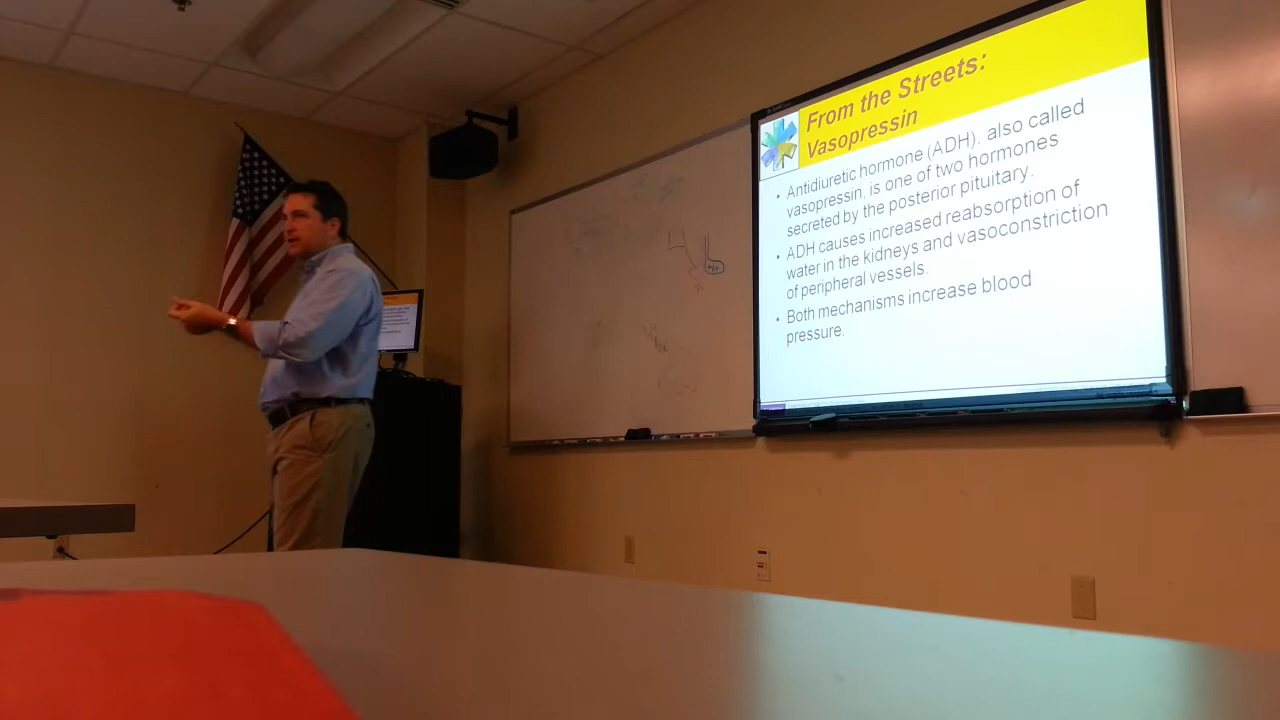 From the Streets:
Vasopressin
• Antidiuretic hormone (ADH), also called
vasopressin, is one of two hormones
secreted by the posterior pituitary.
• ADH causes increased reabsorption of
water in the kidneys and vasoconstriction
of peripheral vessels.
• Both mechanisms increase blood
pressure.